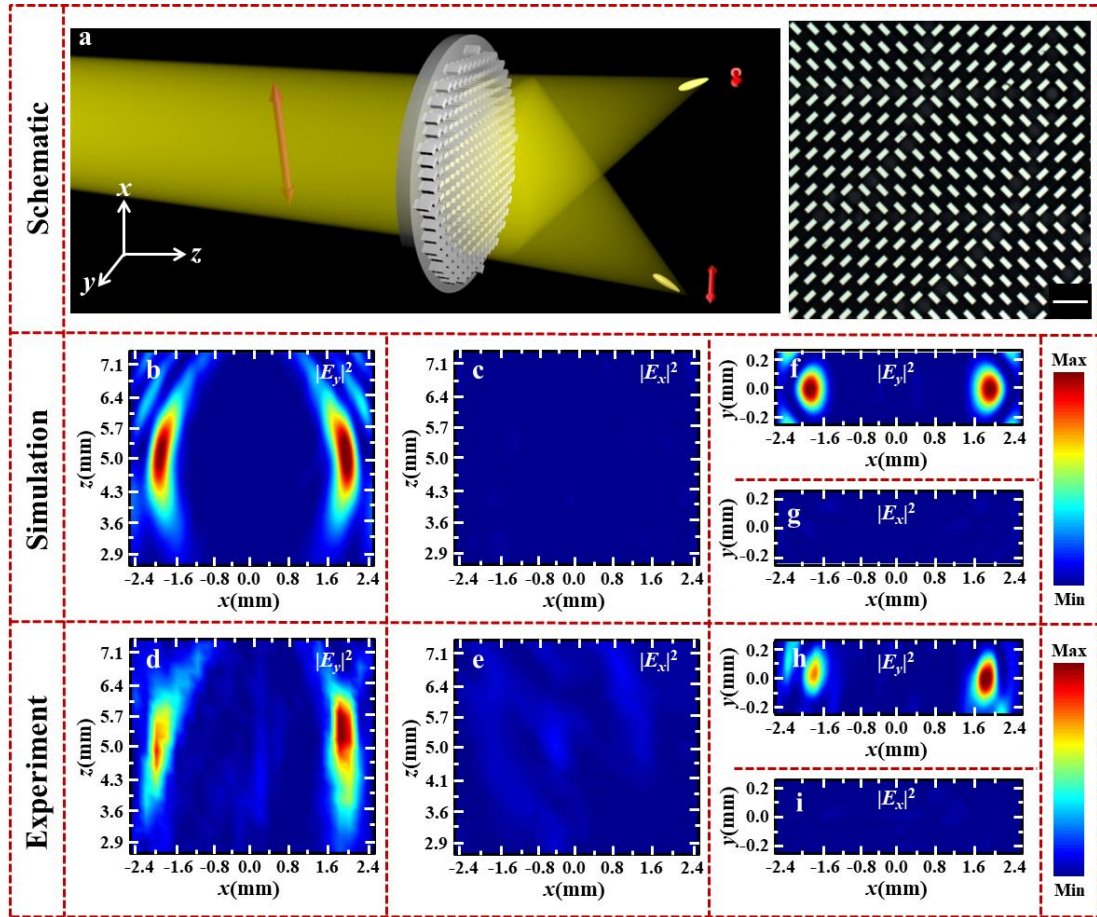 Schematic
a
x
y
z
Simulation
b
|E_y|²
7.1
6.4
5.7
5.0
4.3
3.6
2.9
z(mm)
-2.4 -1.6 -0.8 0.0 0.8 1.6 2.4
x(mm)
c
|E_x|²
7.1
6.4
5.7
5.0
4.3
3.6
2.9
z(mm)
-2.4 -1.6 -0.8 0.0 0.8 1.6 2.4
x(mm)
f
|E_y|²
0.2
0.0
-0.2
y(mm)
-2.4 -1.6 -0.8 0.0 0.8 1.6 2.4
x(mm)
g
|E_x|²
0.2
0.0
-0.2
y(mm)
-2.4 -1.6 -0.8 0.0 0.8 1.6 2.4
x(mm)
Max
Min
Experiment
d
|E_y|²
7.1
6.4
5.7
5.0
4.3
3.6
2.9
z(mm)
-2.4 -1.6 -0.8 0.0 0.8 1.6 2.4
x(mm)
e
|E_x|²
7.1
6.4
5.7
5.0
4.3
3.6
2.9
z(mm)
-2.4 -1.6 -0.8 0.0 0.8 1.6 2.4
x(mm)
h
|E_y|²
0.2
0.0
-0.2
y(mm)
-2.4 -1.6 -0.8 0.0 0.8 1.6 2.4
x(mm)
i
|E_x|²
0.2
0.0
-0.2
y(mm)
-2.4 -1.6 -0.8 0.0 0.8 1.6 2.4
x(mm)
Max
Min